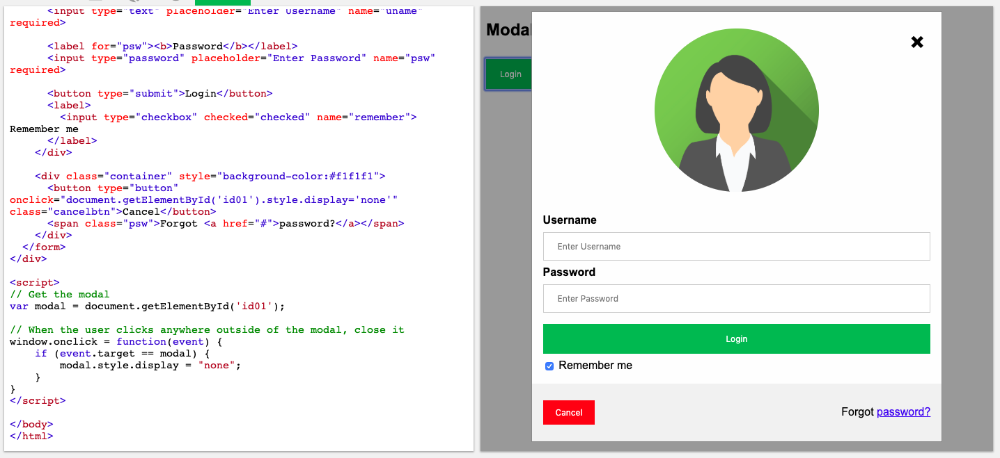 <input type="text" placeholder="Enter Username" name="uname"
required>
<label for="psw"><b>Password</b></label>
<input type="password" placeholder="Enter Password" name="psw"
required>
<button type="submit">Login</button>
<label>
<input type="checkbox" checked="checked" name="remember">
Remember me
</label>
</div>
<div class="container" style="background-color:#f1f1f1">
<button type="button"
onclick="document.getElementById('id01').style.display='none'"
class="cancelbtn">Cancel</button>
<span class="psw">Forgot <a href="#">password?</a></span>
</div>
</form>
</div>
<script>
// Get the modal
var modal = document.getElementById('id01');
// When the user clicks anywhere outside of the modal, close it
window.onclick = function(event) {
if (event.target == modal) {
modal.style.display = "none";
}
}
</script>
</body>
</html>
Modal
Login
✖
Username
Enter Username
Password
Enter Password
Login
Remember me
Cancel
Forgot password?